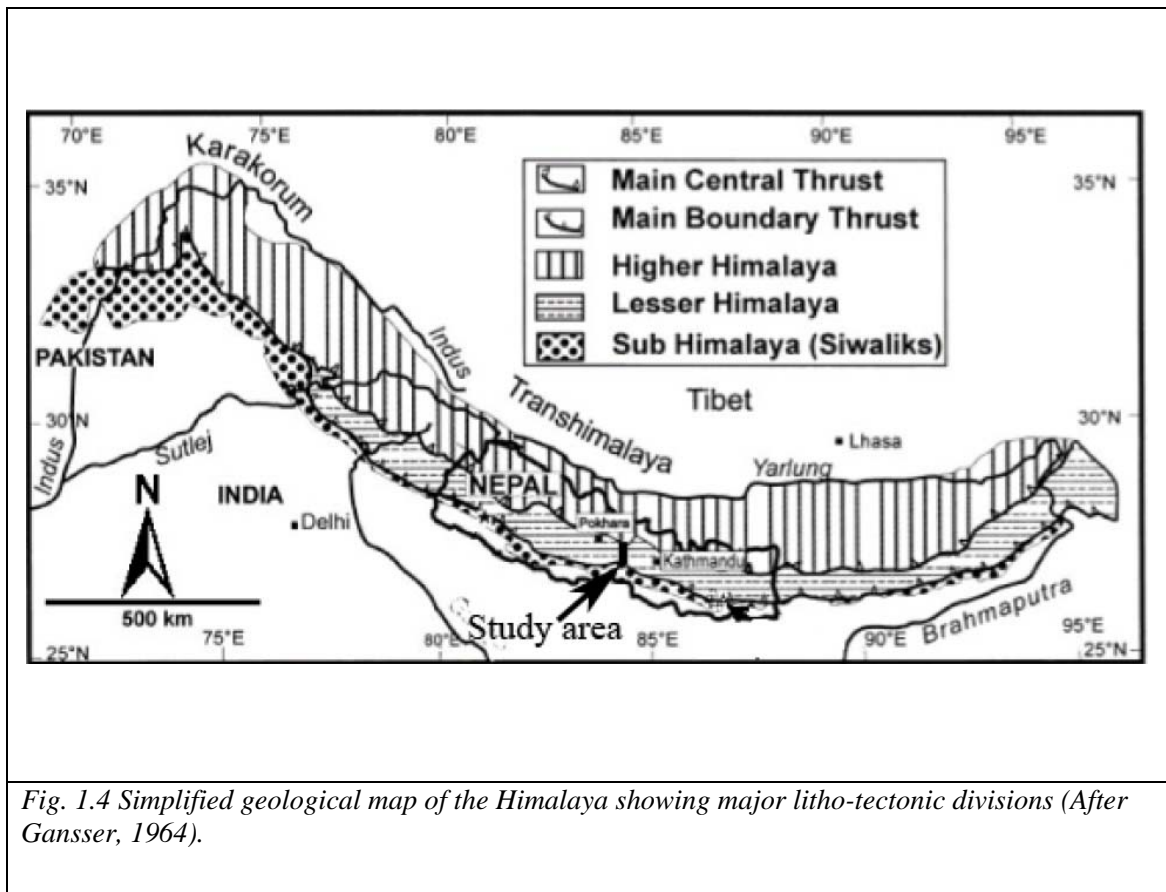 70°E 75°E 80°E 85°E 90°E 95°E
Karakorum
35°N 35°N
Main Central Thrust
Main Boundary Thrust
Higher Himalaya
Lesser Himalaya
Sub Himalaya (Siwaliks)
PAKISTAN
Indus
Transhimalaya
Tibet
30°N 30°N
Lhasa
Indus
Sutlej
Yarlung
N
INDIA
NEPAL
Delhi
Pokhara
Kathmandu
500 km
Study area
Brahmaputra
75°E 80°E 85°E 90°E 95°E
25°N 25°N
Fig. 1.4 Simplified geological map of the Himalaya showing major litho-tectonic divisions (After
Gansser, 1964).